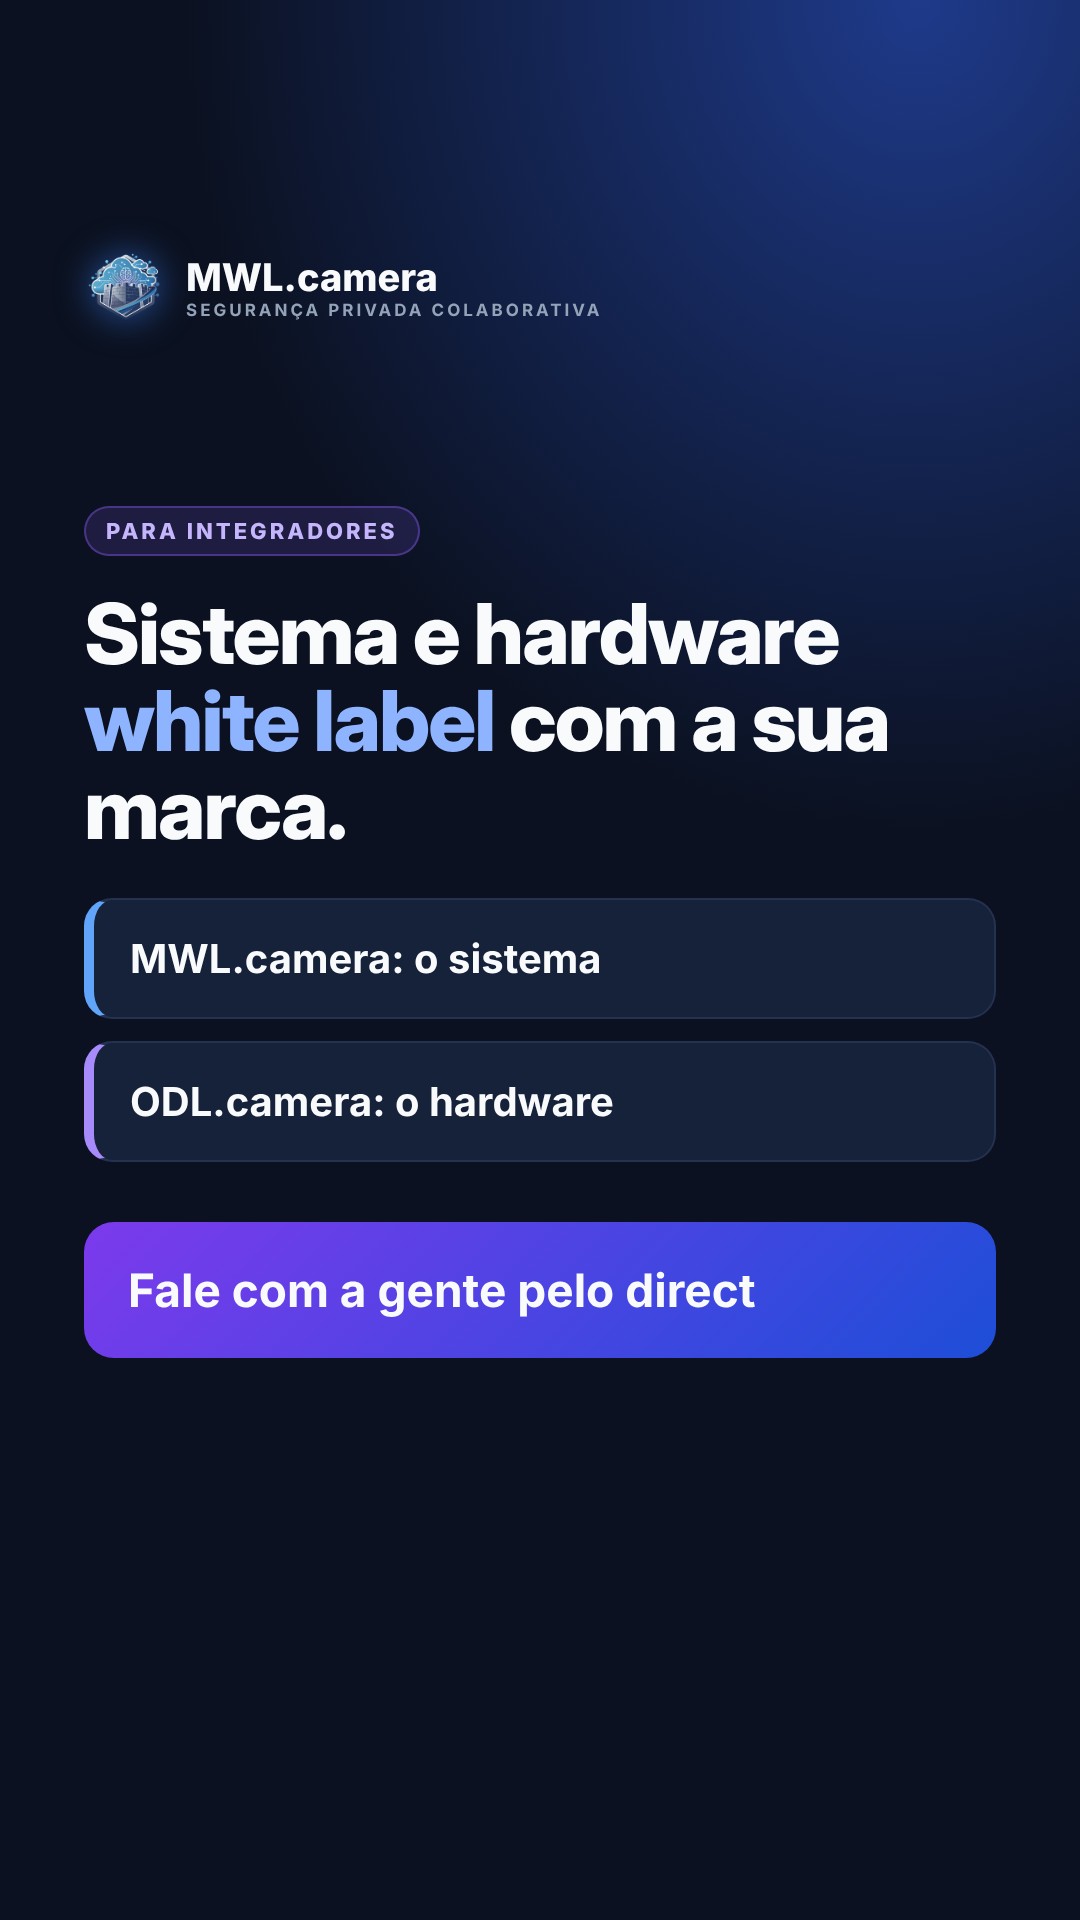 MWL.camera
SEGURANÇA PRIVADA COLABORATIVA
PARA INTEGRADORES
Sistema e hardware
white label com a sua
marca.
MWL.camera: o sistema
ODL.camera: o hardware
Fale com a gente pelo direct